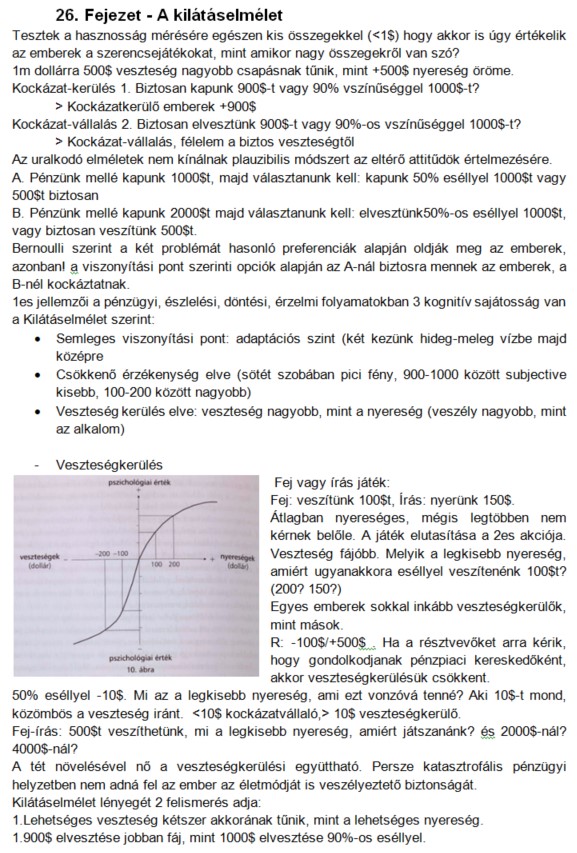 26. Fejezet - A kilátáselmélet
Tesztek a hasznosság mérésére egészen kis összegekkel (<1$) hogy akkor is úgy értékelik
az emberek a szerencsejátékokat, mint amikor nagy összegekről van szó?
1m dollárra 500$ veszteség nagyobb csapásnak tűnik, mint +500$ nyereség öröme.
Kockázat-kerülés 1. Biztosan kapunk 900$-t vagy 90% vszínűséggel 1000$-t?
> Kockázatkerülő emberek +900$
Kockázat-vállalás 2. Biztosan elvesztünk 900$-t vagy 90%-os vszínűséggel 1000$-t?
> Kockázat-vállalás, félelem a biztos veszteségtől
Az uralkodó elméletek nem kínálnak plauzibilis módszert az eltérő attitűdök értelmezésére.
A. Pénzünk mellé kapunk 1000$t, majd választanunk kell: kapunk 50% eséllyel 1000$t vagy
500$t biztosan
B. Pénzünk mellé kapunk 2000$t majd választanunk kell: elvesztünk50%-os eséllyel 1000$t,
vagy biztosan veszítünk 500$t.
Bernoulli szerint a két problémát hasonló preferenciák alapján oldják meg az emberek,
azonban! a viszonyítási pont szerinti opciók alapján az A-nál biztosra mennek az emberek, a
B-nél kockáztatnak.
1es jellemzői a pénzügyi, észlelési, döntési, érzelmi folyamatokban 3 kognitív sajátosság van
a Kilátáselmélet szerint:
• Semleges viszonyítási pont: adaptációs szint (két kezünk hideg-meleg vízbe majd
középre
• Csökkenő érzékenység elve (sötét szobában pici fény, 900-1000 között subjective
kisebb, 100-200 között nagyobb)
• Veszteség kerülés elve: veszteség nagyobb, mint a nyereség (veszély nagyobb, mint
az alkalom)
- Veszteségkerülés
pszichológiai érték
veszteségek
(dollár)
-200 -100
100 200
nyereségek
(dollár)
pszichológiai érték
10. ábra
Fej vagy írás játék:
Fej: veszítünk 100$t, Írás: nyerünk 150$.
Átlagban nyereséges, mégis legtöbben nem
kérnek belőle. A játék elutasítása a 2es akciója.
Veszteség fájóbb. Melyik a legkisebb nyereség,
amiért ugyanakkora eséllyel veszítenénk 100$t?
(200? 150?)
Egyes emberek sokkal inkább veszteségkerülők,
mint mások.
R: -100$/+500$ . Ha a résztvevőket arra kérik,
hogy gondolkodjanak pénzpiaci kereskedőként,
akkor veszteségkerülésük csökkent.
50% eséllyel -10$. Mi az a legkisebb nyereség, ami ezt vonzóvá tenné? Aki 10$-t mond,
közömbös a veszteség iránt. <10$ kockázatvállaló,> 10$ veszteségkerülő.
Fej-írás: 500$t veszíthetünk, mi a legkisebb nyereség, amiért játszanánk? és 2000$-nál?
4000$-nál?
A tét növelésével nő a veszteségkerülési együttható. Persze katasztrofális pénzügyi
helyzetben nem adná fel az ember az életmódját is veszélyeztető biztonságát.
Kilátáselmélet lényegét 2 felismerés adja:
1.Lehetséges veszteség kétszer akkorának tűnik, mint a lehetséges nyereség.
1.900$ elvesztése jobban fáj, mint 1000$ elvesztése 90%-os eséllyel.